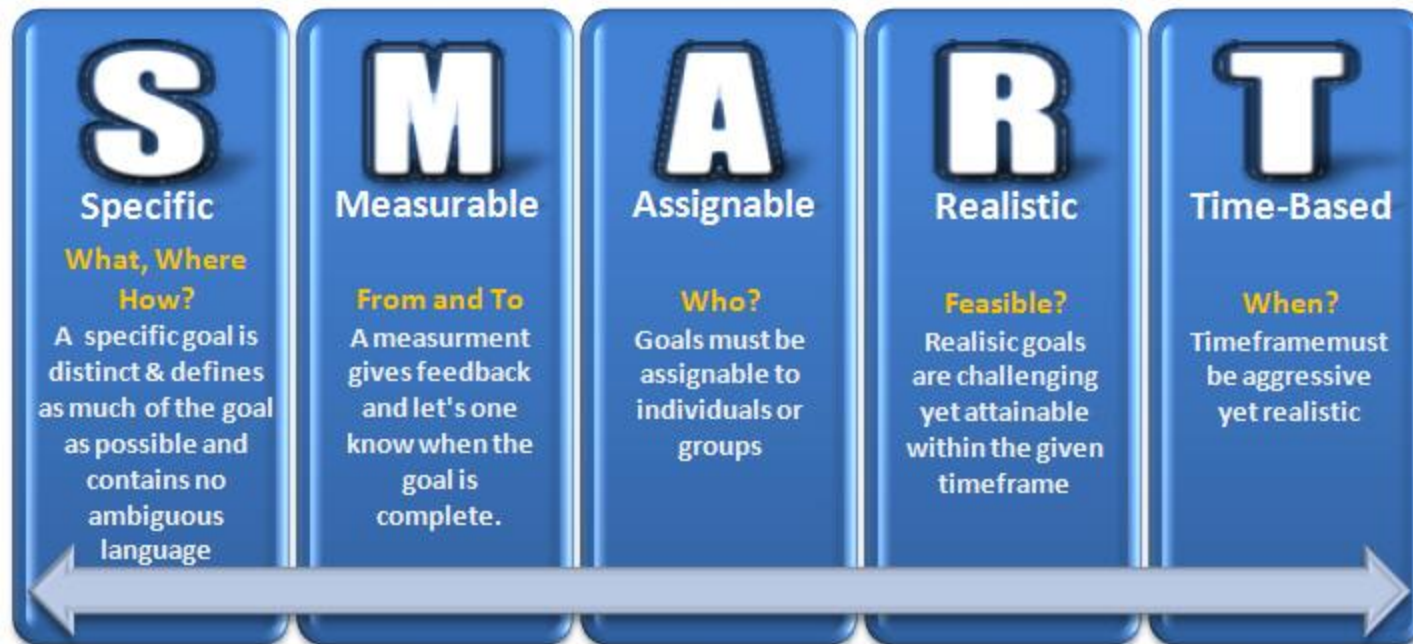 S
Specific
What, Where
How?
A specific goal is
distinct & defines
as much of the goal
as possible and
contains no
ambiguous
language
M
Measurable
From and To
A measurment
gives feedback
and let's one
know when the
goal is
complete.
A
Assignable
Who?
Goals must be
assignable to
individuals or
groups
R
Realistic
Feasible?
Realisic goals
are challenging
yet attainable
within the given
timeframe
T
Time-Based
When?
Timeframemust
be aggressive
yet realistic